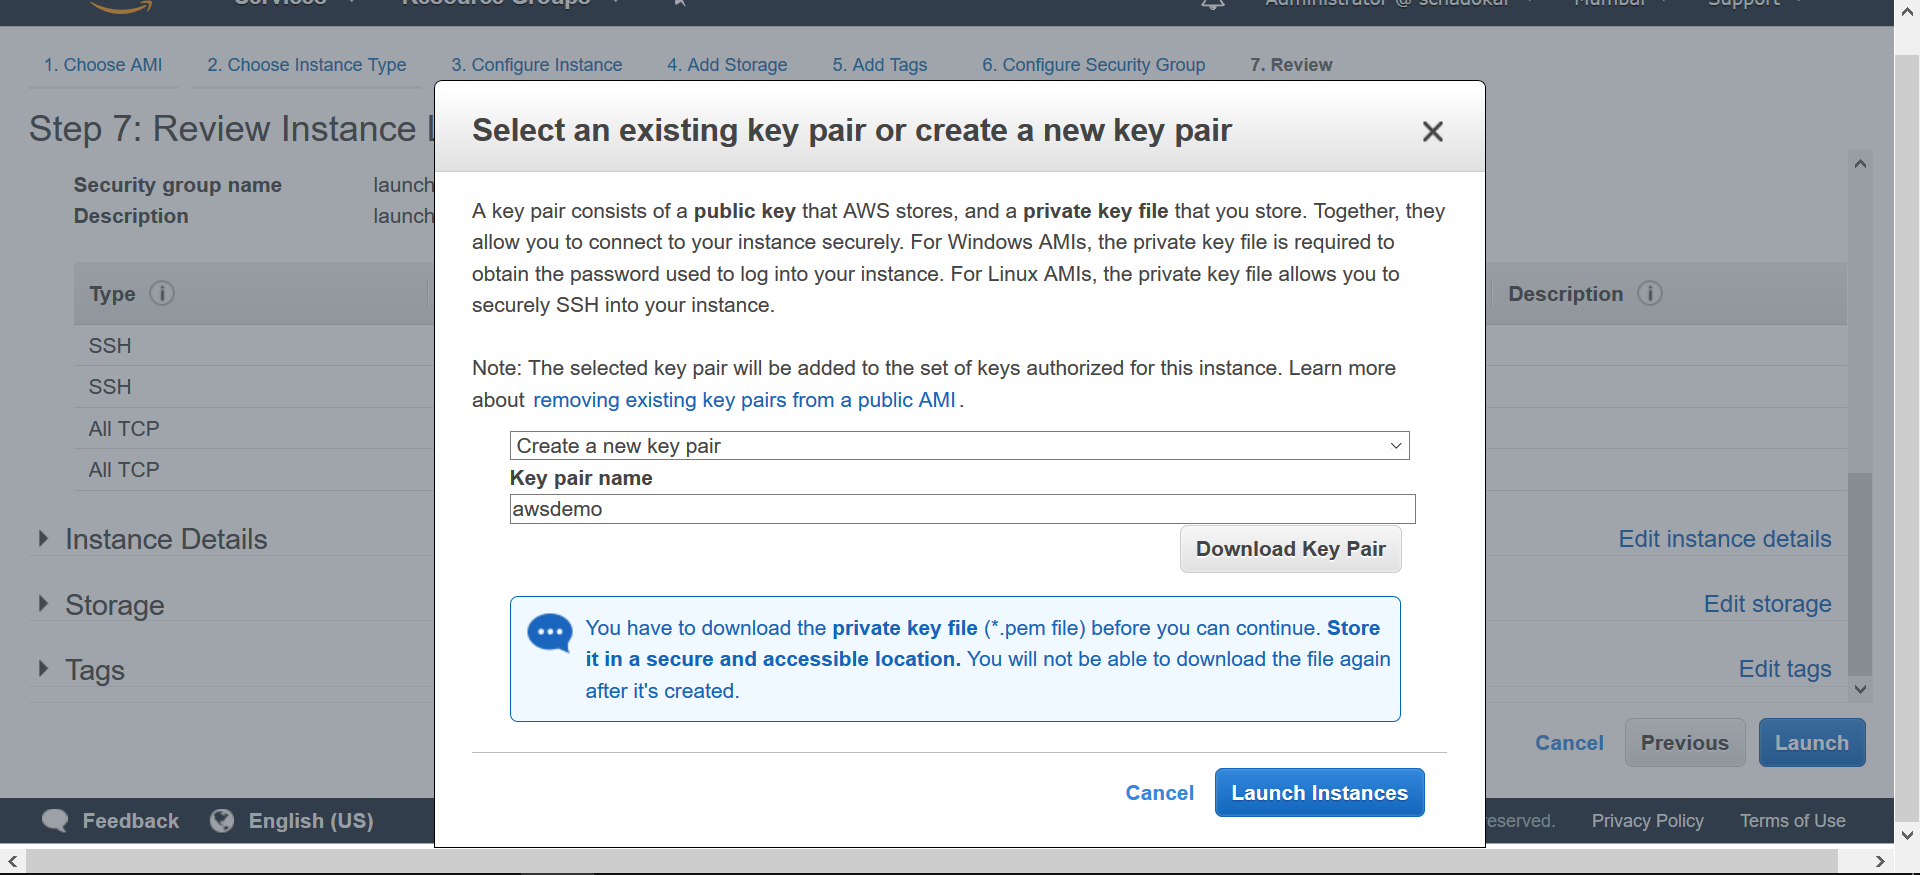 Services
Resource Groups
Administrator @ schadokar
Mumbai
Support
1. Choose AMI
2. Choose Instance Type
3. Configure Instance
4. Add Storage
5. Add Tags
6. Configure Security Group
7. Review
Step 7: Review Instance L
Security group name
launch
Description
launch
Type
Description
SSH
SSH
All TCP
All TCP
Instance Details
Edit instance details
Storage
Edit storage
Tags
Edit tags
Cancel
Previous
Launch
Select an existing key pair or create a new key pair
A key pair consists of a public key that AWS stores, and a private key file that you store. Together, they
allow you to connect to your instance securely. For Windows AMIs, the private key file is required to
obtain the password used to log into your instance. For Linux AMIs, the private key file allows you to
securely SSH into your instance.
Note: The selected key pair will be added to the set of keys authorized for this instance. Learn more
about removing existing key pairs from a public AMI.
Create a new key pair
Key pair name
awsdemo
Download Key Pair
You have to download the private key file (*.pem file) before you can continue. Store
it in a secure and accessible location. You will not be able to download the file again
after it's created.
Cancel
Launch Instances
Feedback
English (US)
eserved.
Privacy Policy
Terms of Use